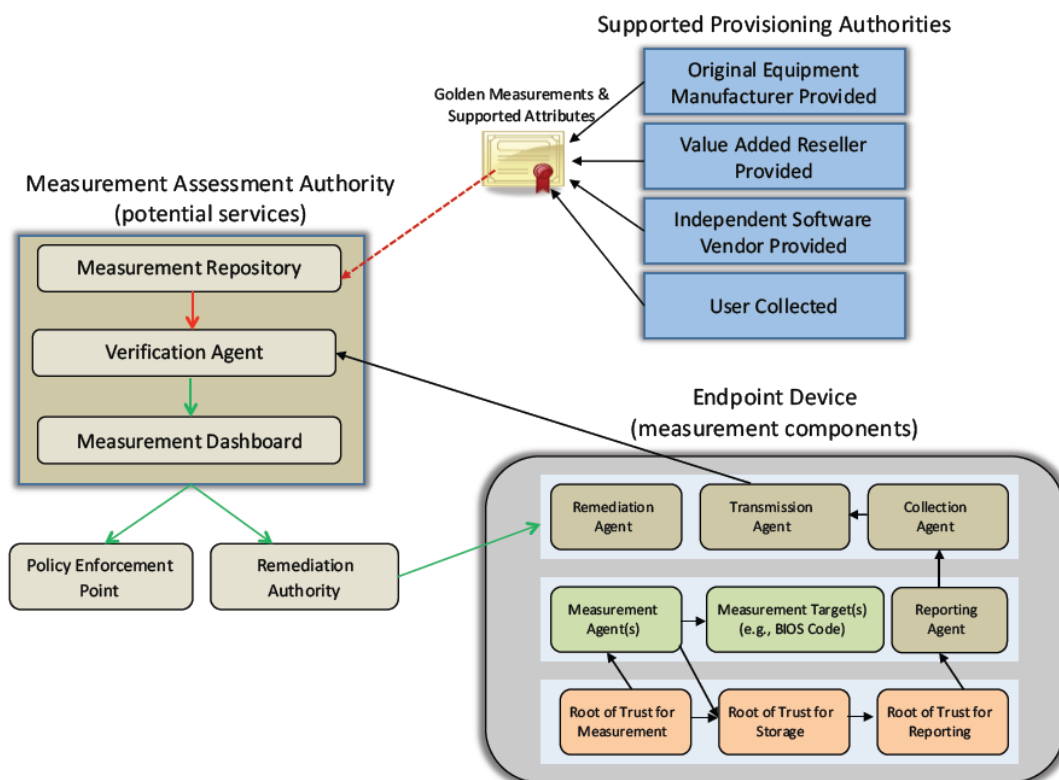 Supported Provisioning Authorities
Original Equipment
Manufacturer Provided
Golden Measurements &
Supported Attributes
Value Added Reseller
Provided
Independent Software
Vendor Provided
User Collected
Measurement Assessment Authority
(potential services)
Measurement Repository
Verification Agent
Measurement Dashboard
Policy Enforcement
Point
Remediation
Authority
Endpoint Device
(measurement components)
Remediation
Agent
Transmission
Agent
Collection
Agent
Measurement
Agent(s)
Measurement Target(s)
(e.g., BIOS Code)
Reporting
Agent
Root of Trust for
Measurement
Root of Trust for
Storage
Root of Trust for
Reporting